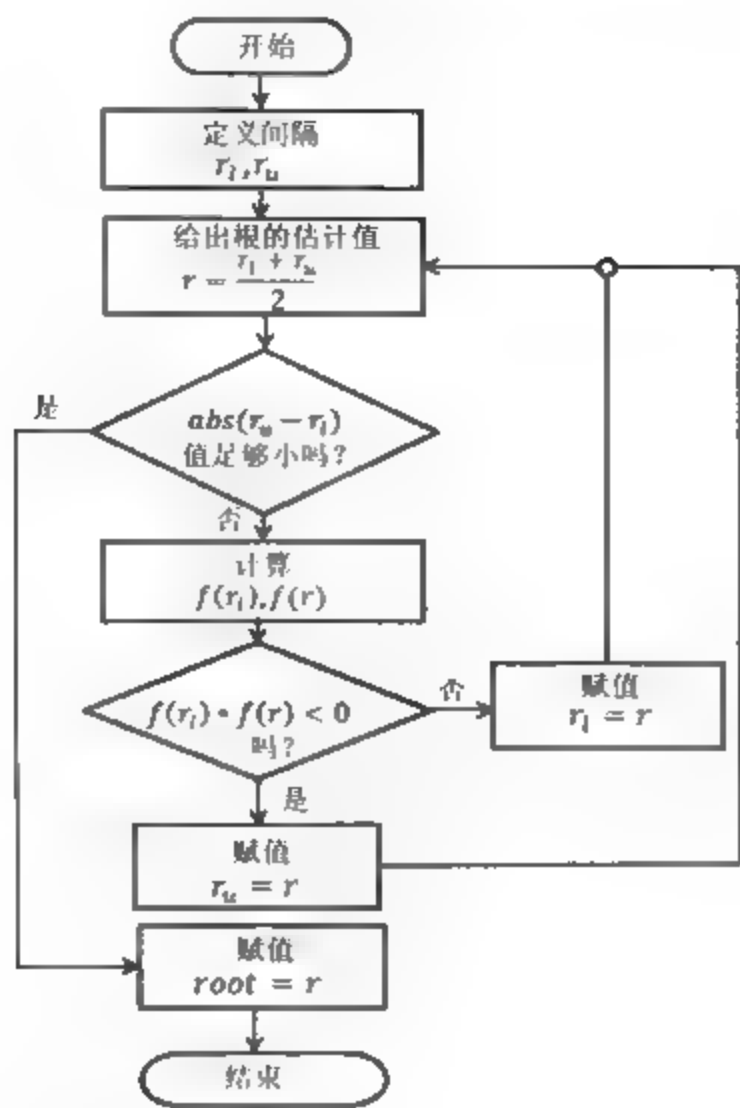 开始
定义间隔
r_l, r_u
给出根的估计值
r = \frac{r_l + r_u}{2}
是
abs(r_u − r_l)
值足够小吗?
否
计算
f(r_l), f(r)
f(r_l) • f(r) < 0
吗?
否
赋值
r_l = r
是
赋值
r_u = r
赋值
root = r
结束